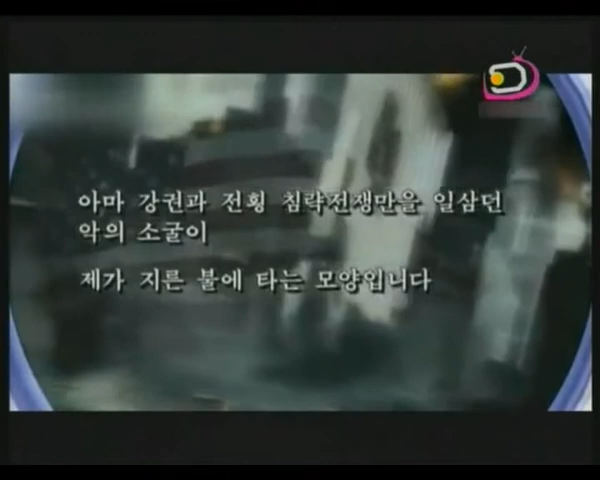 아마 강권과 전횡 침략전쟁만을 일삼던
악의 소굴이
제가 지른 불에 타는 모양입니다